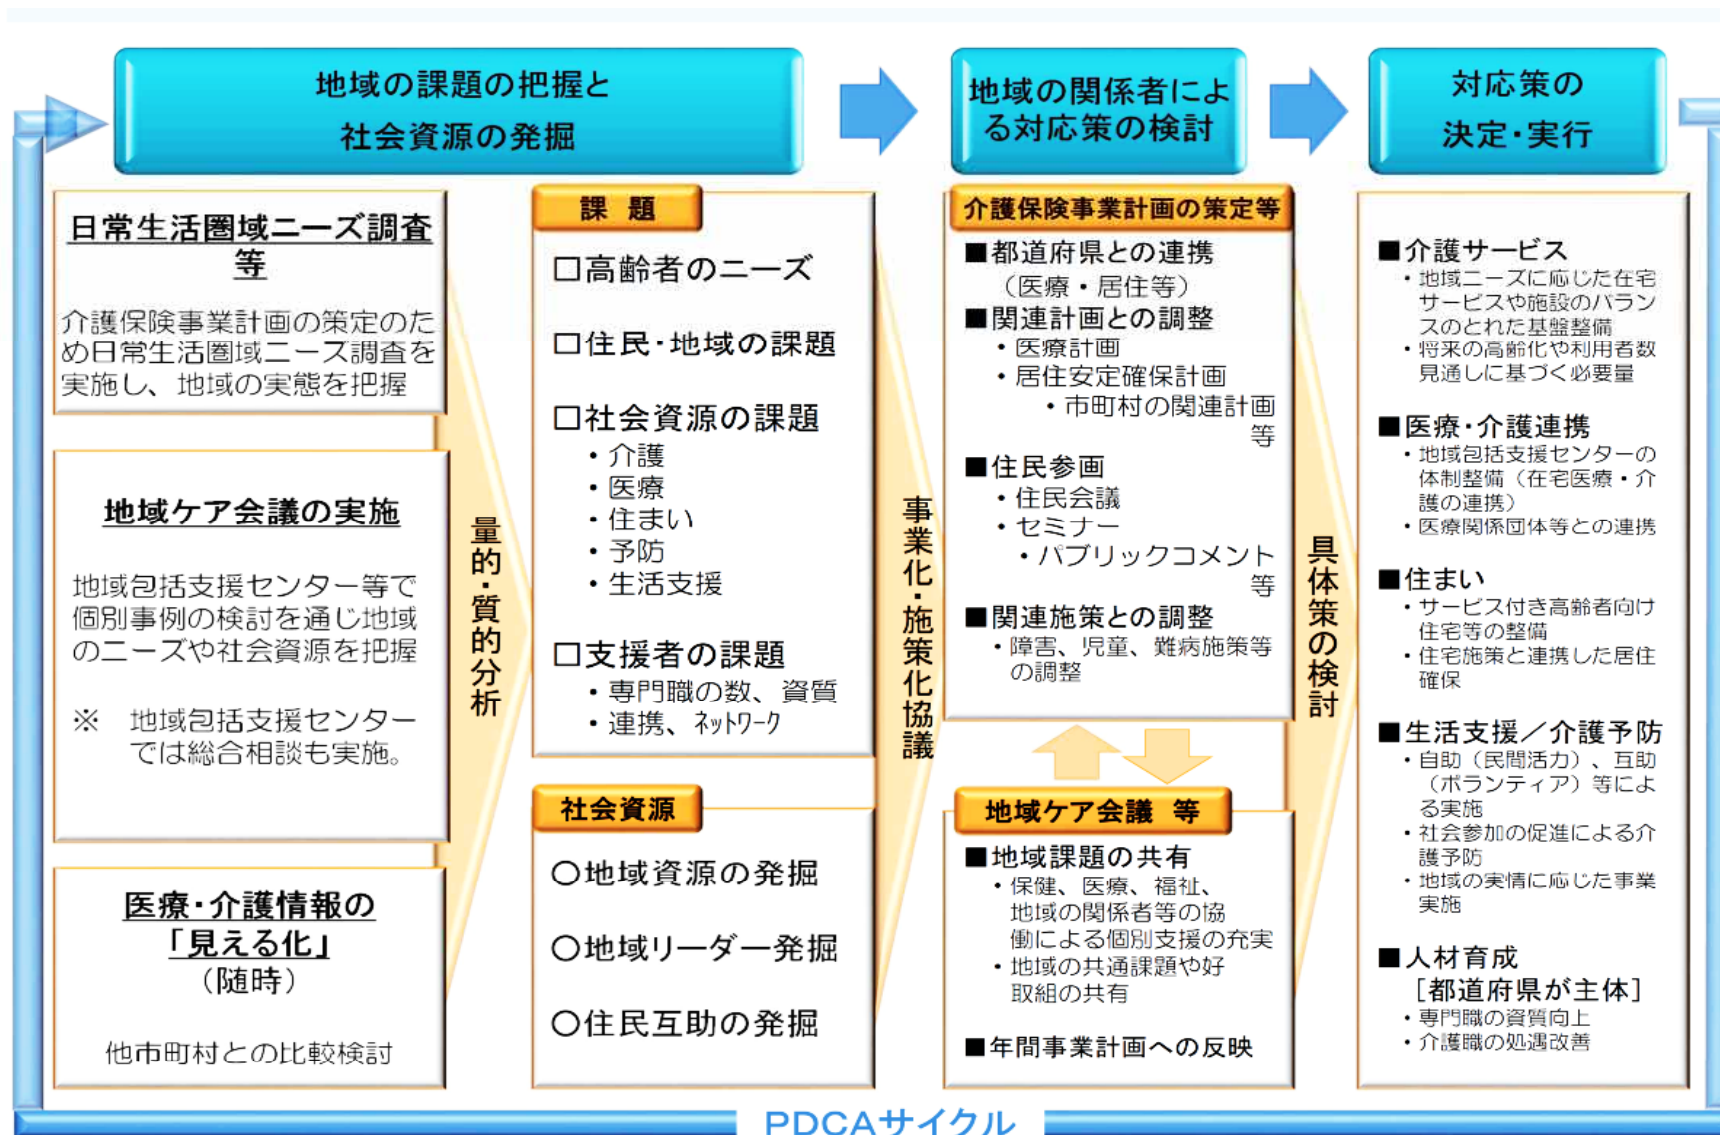 地域の課題の把握と
社会資源の発掘
地域の関係者によ
る対応策の検討
対応策の
決定・実行
日常生活圏域ニーズ調査
等
介護保険事業計画の策定のた
め日常生活圏域ニーズ調査を
実施し、地域の実態を把握
地域ケア会議の実施
地域包括支援センター等で
個別事例の検討を通じ地域
のニーズや社会資源を把握
※　地域包括支援センター
では総合相談も実施。
医療・介護情報の
「見える化」
（随時）
他市町村との比較検討
量的・質的分析
課 題
□高齢者のニーズ
□住民・地域の課題
□社会資源の課題
・介護
・医療
・住まい
・予防
・生活支援
□支援者の課題
・専門職の数、資質
・連携、ﾈｯﾄﾜｰｸ
社会資源
○地域資源の発掘
○地域リーダー発掘
○住民互助の発掘
事業化・施策化協議
介護保険事業計画の策定等
■都道府県との連携
（医療・居住等）
■関連計画との調整
・医療計画
・居住安定確保計画
・市町村の関連計画
等
■住民参画
・住民会議
・セミナー
・パブリックコメント
等
■関連施策との調整
・障害、児童、難病施策等
の調整
地域ケア会議 等
■地域課題の共有
・保健、医療、福祉、
地域の関係者等の協
働による個別支援の充実
・地域の共通課題や好
取組の共有
■年間事業計画への反映
具体策の検討
■介護サービス
・地域ニーズに応じた在宅
サービスや施設のバラン
スのとれた基盤整備
・将来の高齢化や利用者数
見通しに基づく必要量
■医療・介護連携
・地域包括支援センターの
体制整備（在宅医療・介
護の連携）
・医療関係団体等との連携
■住まい
・サービス付き高齢者向け
住宅等の整備
・住宅施策と連携した居住
確保
■生活支援／介護予防
・自助（民間活力）、互助
（ボランティア）等によ
る実施
・社会参加の促進による介
護予防
・地域の実情に応じた事業
実施
■人材育成
［都道府県が主体］
・専門職の資質向上
・介護職の処遇改善
PDCAサイクル